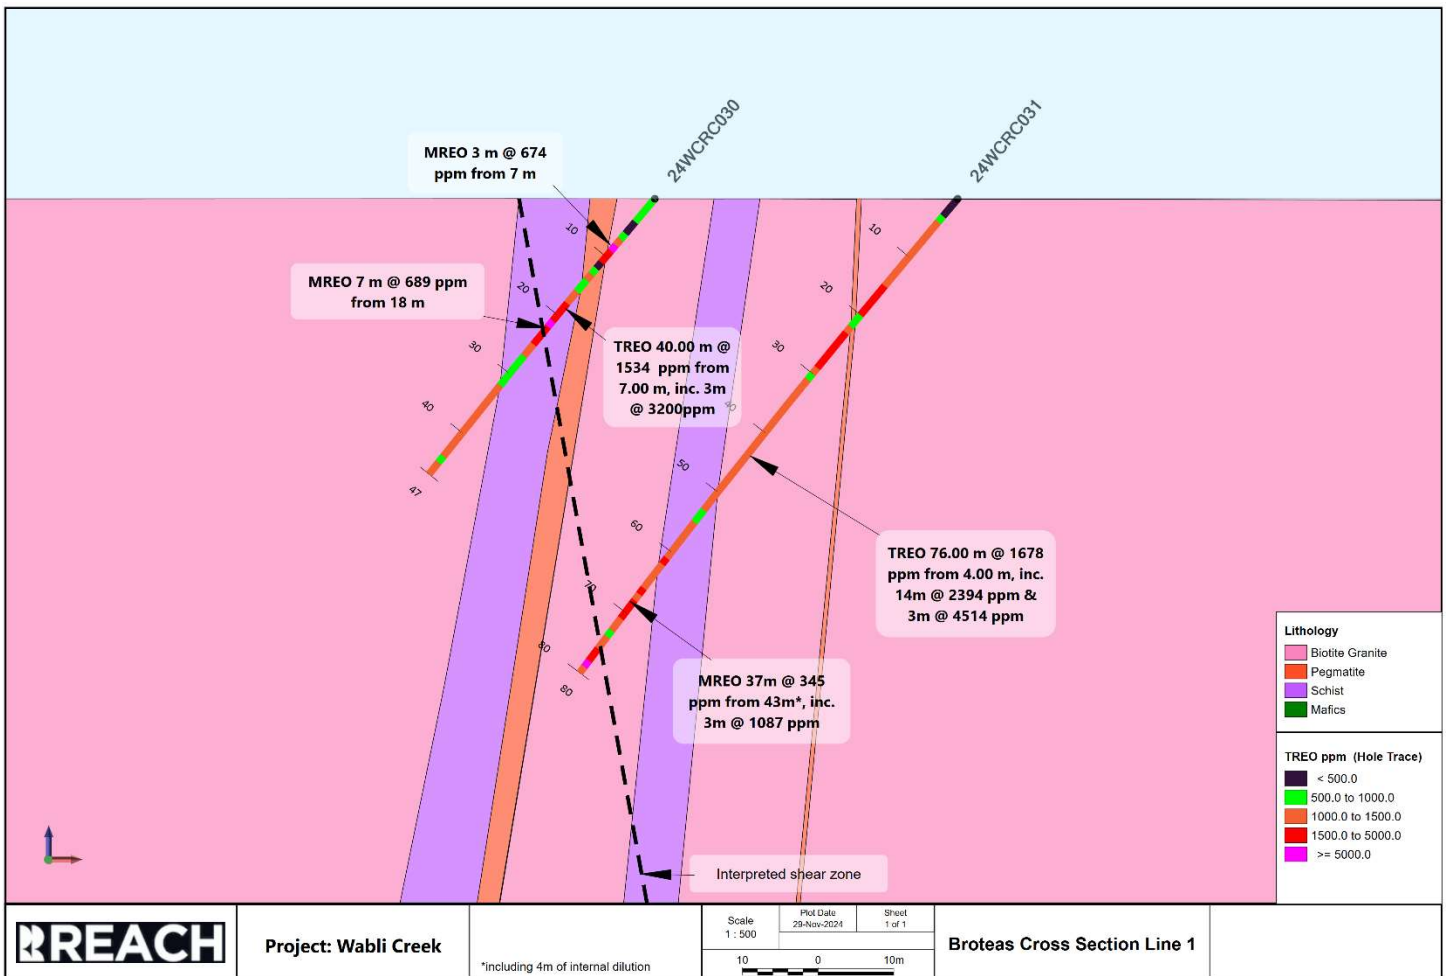 24WCRC030
24WCRC031
MREO 3 m @ 674
ppm from 7 m
10
10
MREO 7 m @ 689 ppm
from 18 m
20
20
TREO 40.00 m @
1534 ppm from
7.00 m, inc. 3m
@ 3200ppm
30
30
40
40
50
47
60
TREO 76.00 m @ 1678
ppm from 4.00 m, inc.
14m @ 2394 ppm &
3m @ 4514 ppm
70
80
80
MREO 37m @ 345
ppm from 43m*, inc.
3m @ 1087 ppm
Interpreted shear zone
Lithology
Biotite Granite
Pegmatite
Schist
Mafics
TREO ppm (Hole Trace)
< 500.0
500.0 to 1000.0
1000.0 to 1500.0
1500.0 to 5000.0
>= 5000.0
REACH
Project: Wabli Creek
*including 4m of internal dilution
Scale
1 : 500
Plot Date
29-Nov-2024
Sheet
1 of 1
10 0 10m
Broteas Cross Section Line 1